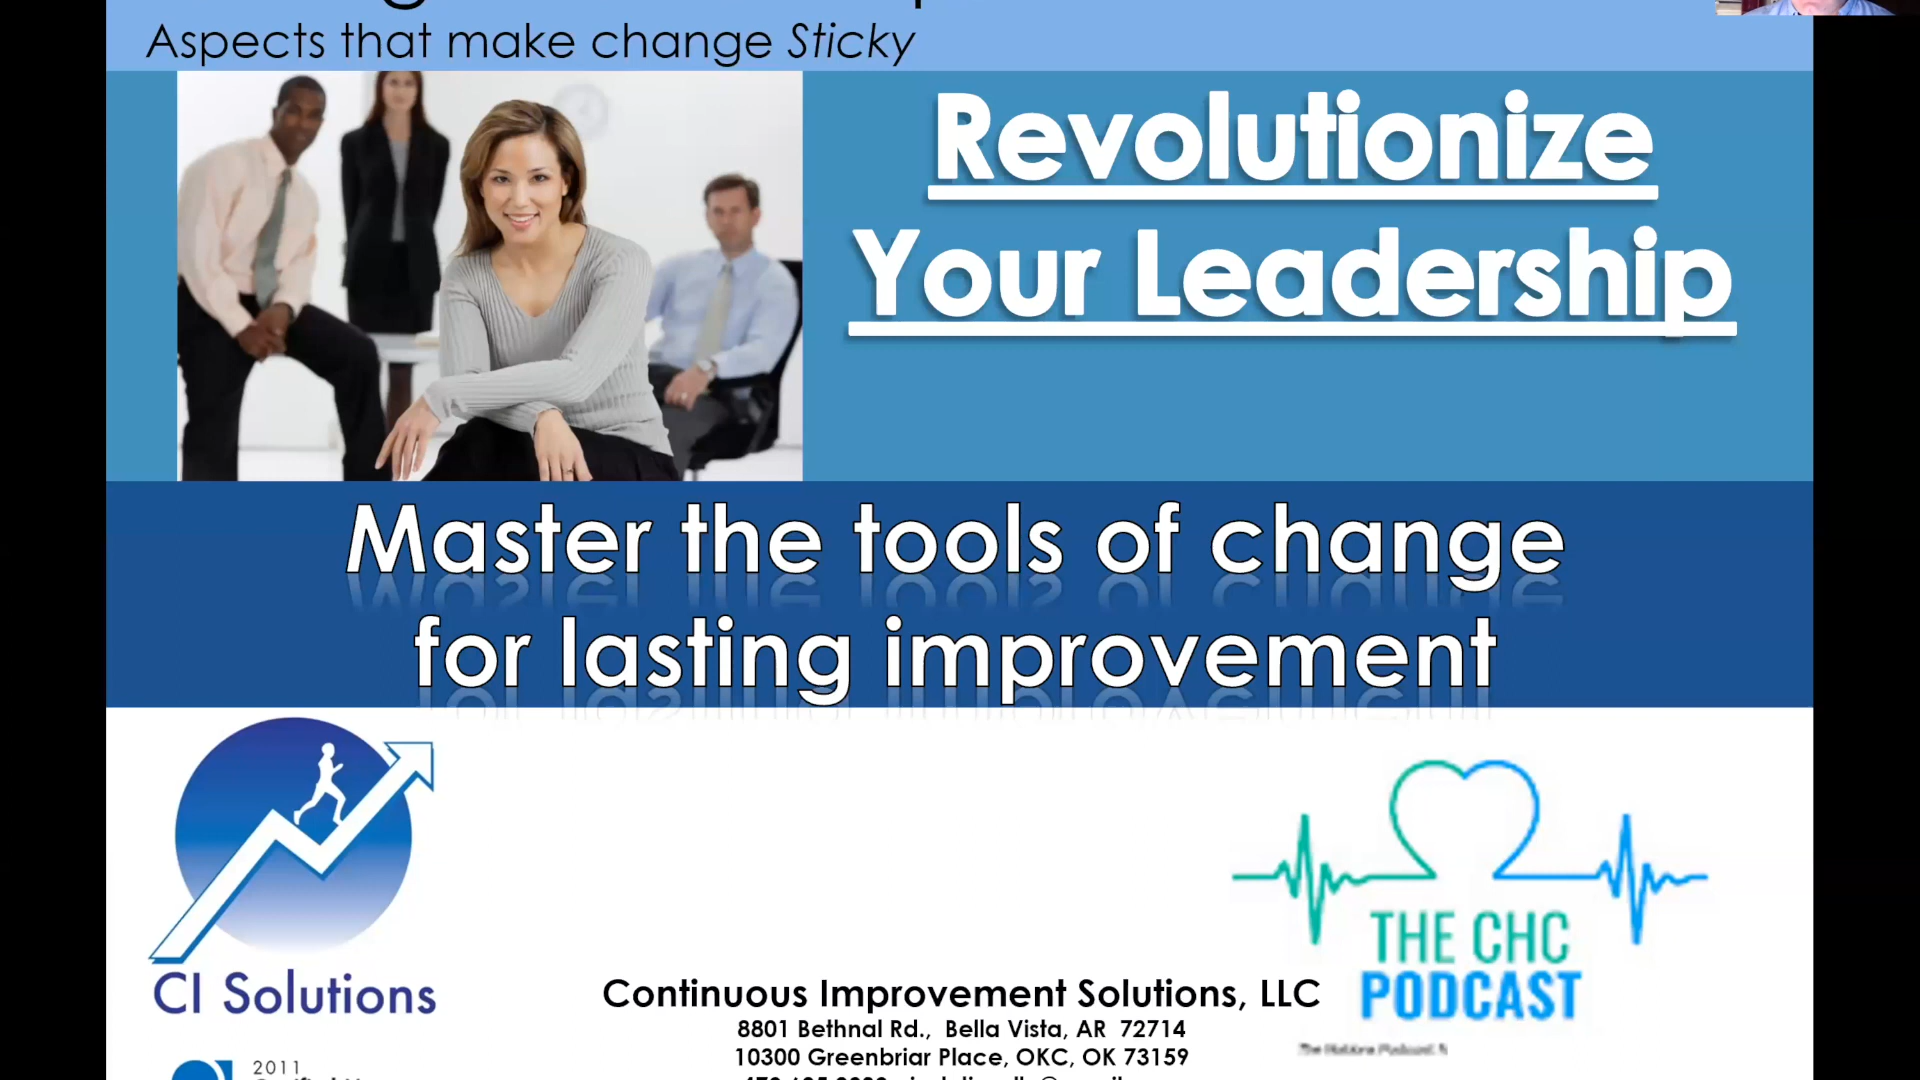 Aspects that make change Sticky
Revolutionize
Your Leadership
Master the tools of change
for lasting improvement
CI Solutions
THE CHC
PODCAST
Continuous Improvement Solutions, LLC
8801 Bethnal Rd., Bella Vista, AR 72714
10300 Greenbriar Place, OKC, OK 73159
2011